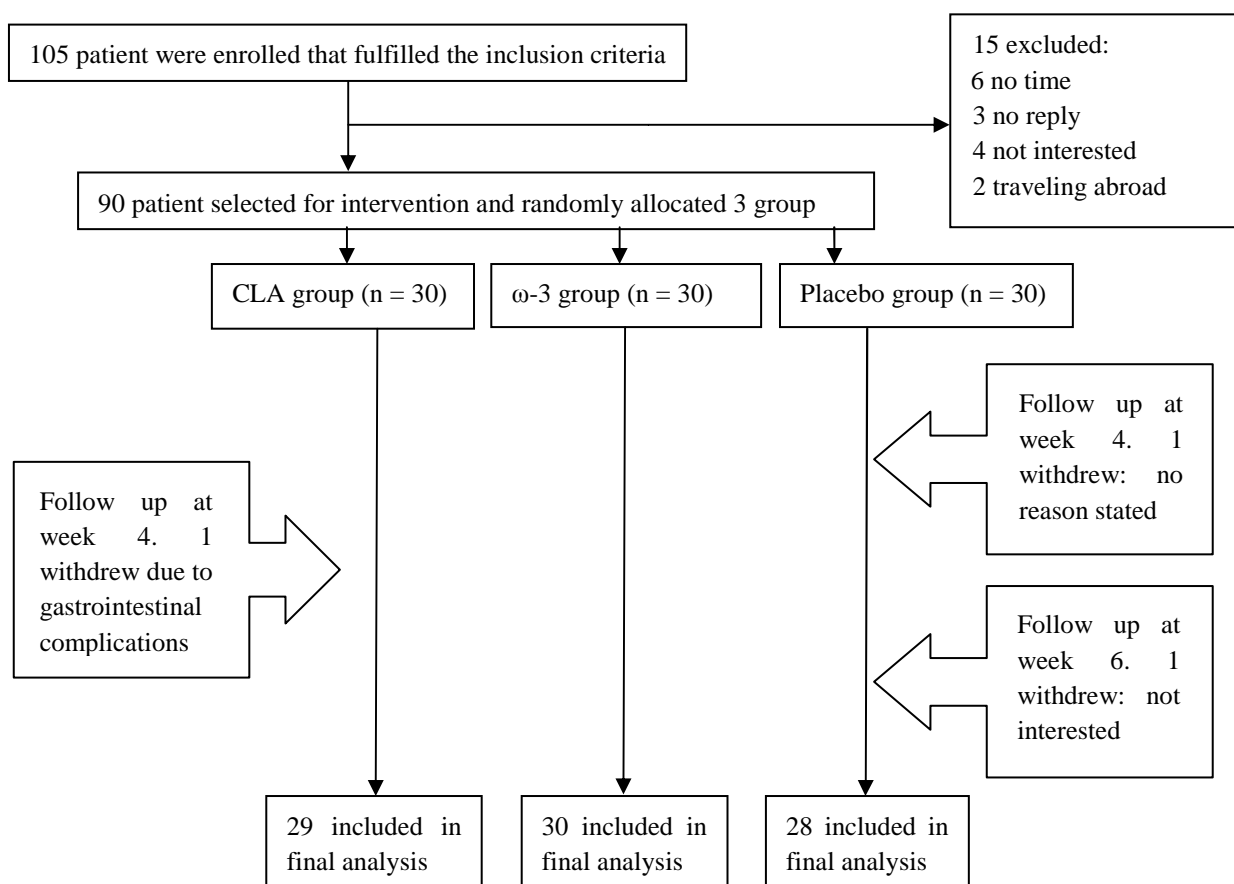 105 patient were enrolled that fulfilled the inclusion criteria
15 excluded:
6 no time
3 no reply
4 not interested
2 traveling abroad
90 patient selected for intervention and randomly allocated 3 group
CLA group (n = 30)
ω-3 group (n = 30)
Placebo group (n = 30)
Follow up at
week 4. 1
withdrew: no
reason stated
Follow up at
week 4. 1
withdrew due to
gastrointestinal
complications
Follow up at
week 6. 1
withdrew: not
interested
29 included in
final analysis
30 included in
final analysis
28 included in
final analysis